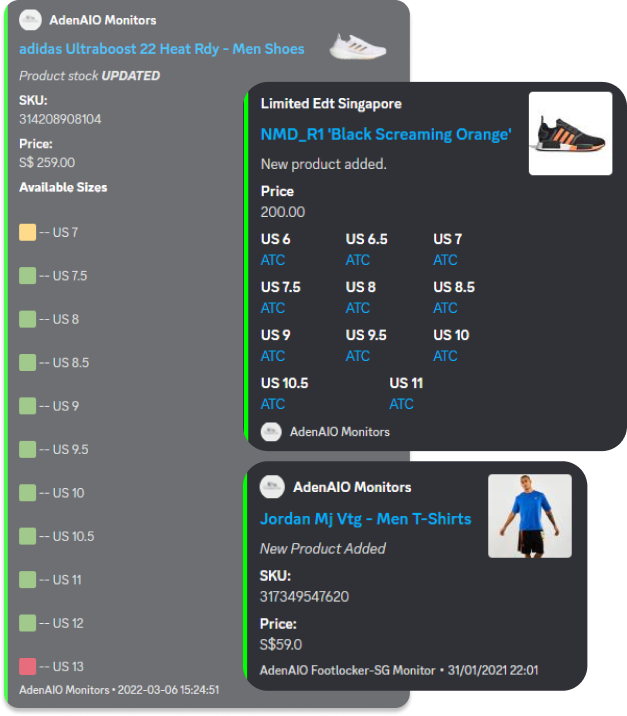 AdenAIO Monitors
adidas Ultraboost 22 Heat Rdy - Men Shoes
Product stock UPDATED
SKU:
314208908104
Price:
S$ 259.00
Available Sizes
-- US 7
-- US 7.5
-- US 8
-- US 8.5
-- US 9
-- US 9.5
-- US 10
-- US 10.5
-- US 11
-- US 12
-- US 13
AdenAIO Monitors • 2022-03-06 15:24:51
Limited Edt Singapore
NMD_R1 'Black Screaming Orange'
New product added.
Price
200.00
US 6 US 6.5 US 7
ATC ATC ATC
US 7.5 US 8 US 8.5
ATC ATC ATC
US 9 US 9.5 US 10
ATC ATC ATC
US 10.5 US 11
ATC ATC
AdenAIO Monitors
AdenAIO Monitors
Jordan Mj Vtg - Men T-Shirts
New Product Added
SKU:
317349547620
Price:
S$59.0
AdenAIO Footlocker-SG Monitor • 31/01/2021 22:01